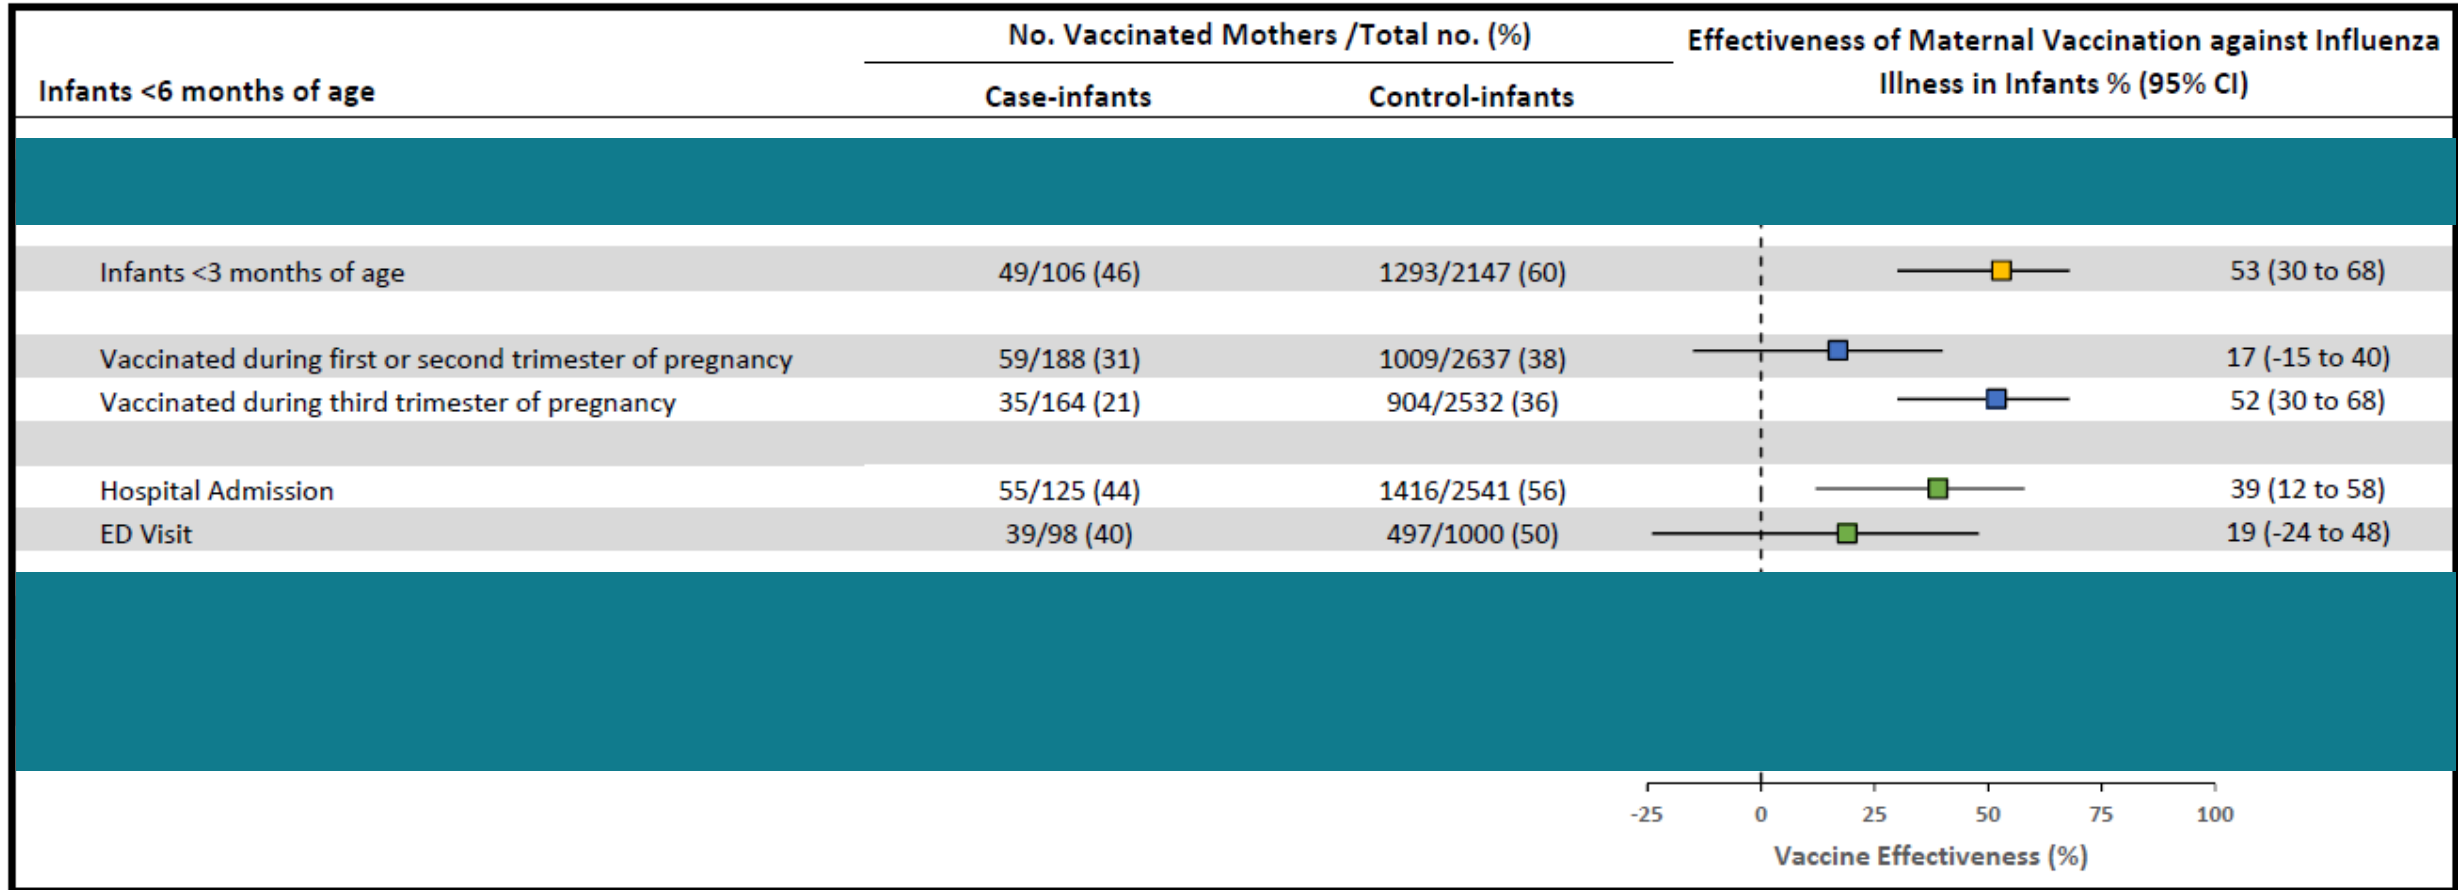 No. Vaccinated Mothers /Total no. (%)
Effectiveness of Maternal Vaccination against Influenza
Illness in Infants % (95% CI)
Infants <6 months of age
Case-infants
Control-infants
Infants <3 months of age 49/106 (46) 1293/2147 (60) 53 (30 to 68)
Vaccinated during first or second trimester of pregnancy 59/188 (31) 1009/2637 (38) 17 (-15 to 40)
Vaccinated during third trimester of pregnancy 35/164 (21) 904/2532 (36) 52 (30 to 68)
Hospital Admission 55/125 (44) 1416/2541 (56) 39 (12 to 58)
ED Visit 39/98 (40) 497/1000 (50) 19 (-24 to 48)
-25 0 25 50 75 100
Vaccine Effectiveness (%)